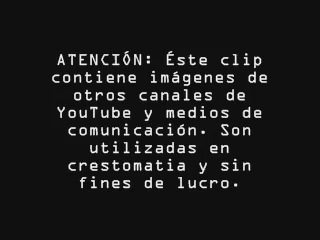 ATENCIÓN: Éste clip
contiene imágenes de
otros canales de
YouTube y medios de
comunicación. Son
utilizadas en
crestomatia y sin
fines de lucro.